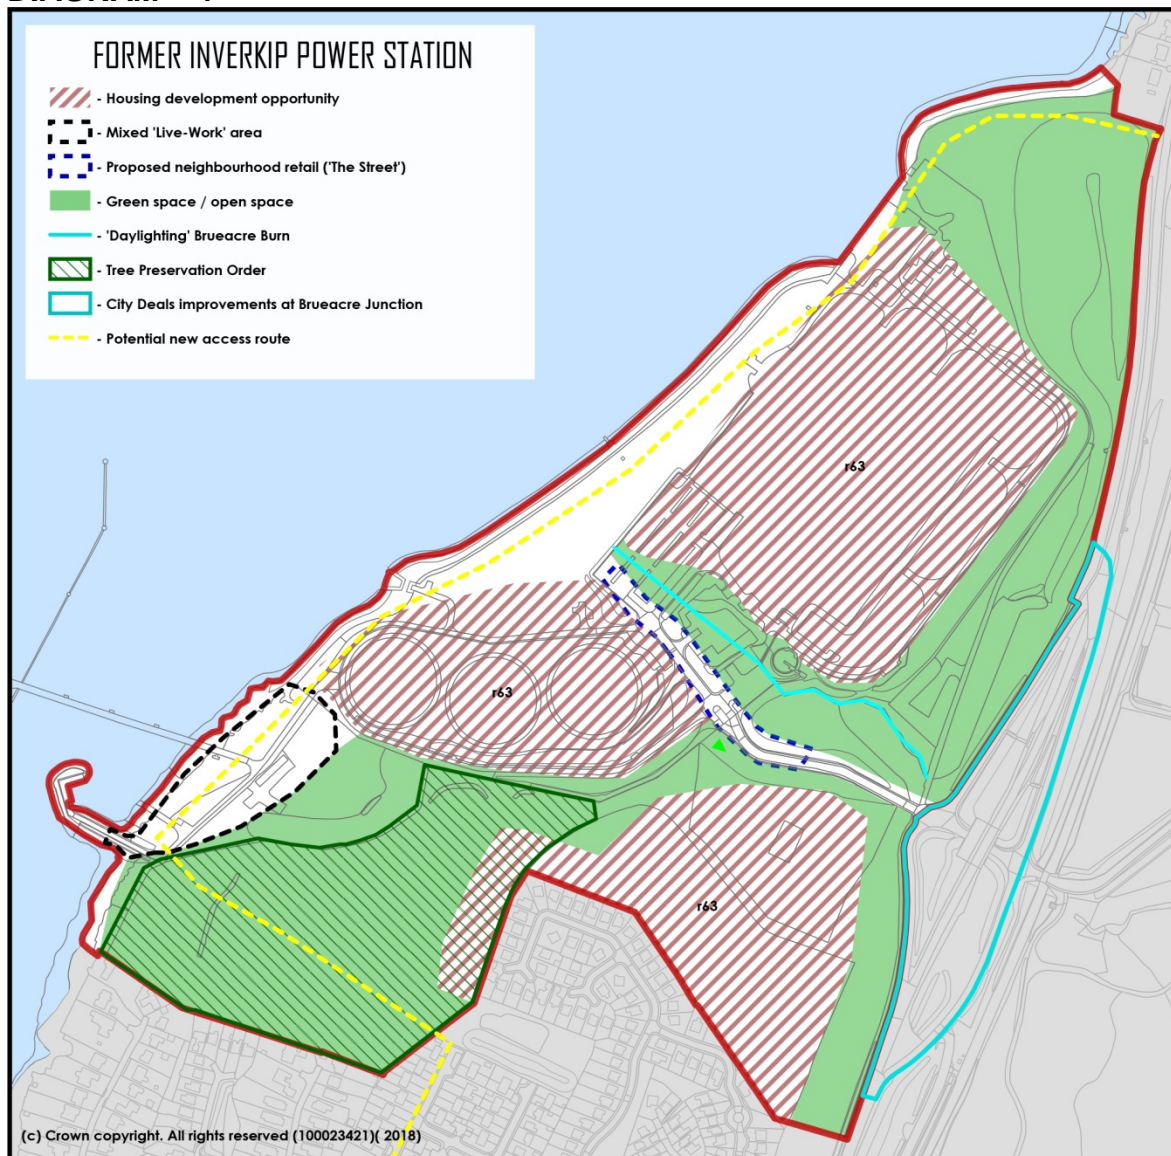 FORMER INVERKIP POWER STATION
- Housing development opportunity
- Mixed 'Live-Work' area
- Proposed neighbourhood retail ('The Street')
- Green space / open space
- 'Daylighting' Brueacre Burn
- Tree Preservation Order
- City Deals improvements at Brueacre Junction
- Potential new access route
r63
r63
r63
(c) Crown copyright. All rights reserved (100023421)( 2018)